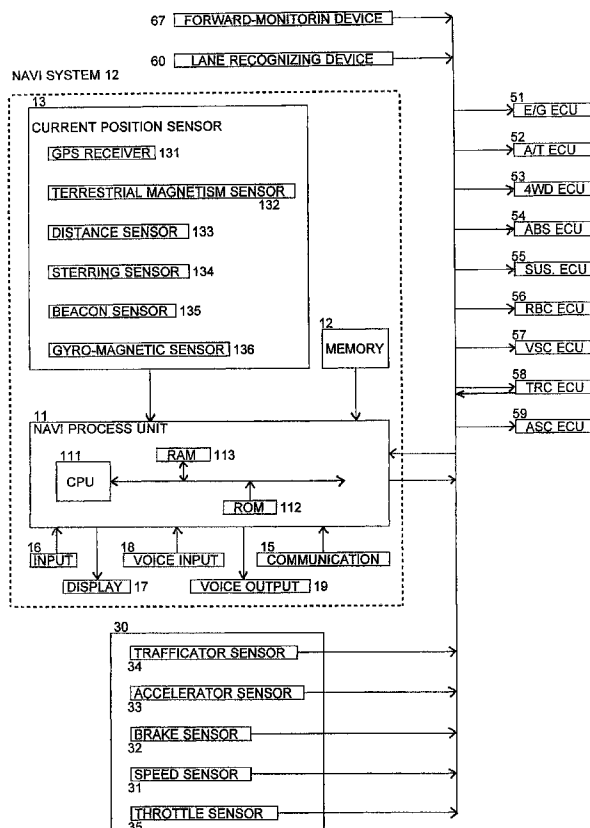 67 FORWARD-MONITORIN DEVICE
60 LANE RECOGNIZING DEVICE
NAVI SYSTEM 12
13
CURRENT POSITION SENSOR
GPS RECEIVER 131
TERRESTRIAL MAGNETISM SENSOR
132
DISTANCE SENSOR 133
STERRING SENSOR 134
BEACON SENSOR 135
GYRO-MAGNETIC SENSOR 136
12
MEMORY
11
NAVI PROCESS UNIT
111
CPU
RAM 113
ROM 112
16
INPUT
18
VOICE INPUT
15
COMMUNICATION
DISPLAY 17
VOICE OUTPUT 19
51
E/G ECU
52
A/T ECU
53
4WD ECU
54
ABS ECU
55
SUS. ECU
56
RBC ECU
57
VSC ECU
58
TRC ECU
59
ASC ECU
30
TRAFFICATOR SENSOR
34
ACCELERATOR SENSOR
33
BRAKE SENSOR
32
SPEED SENSOR
31
THROTTLE SENSOR
35